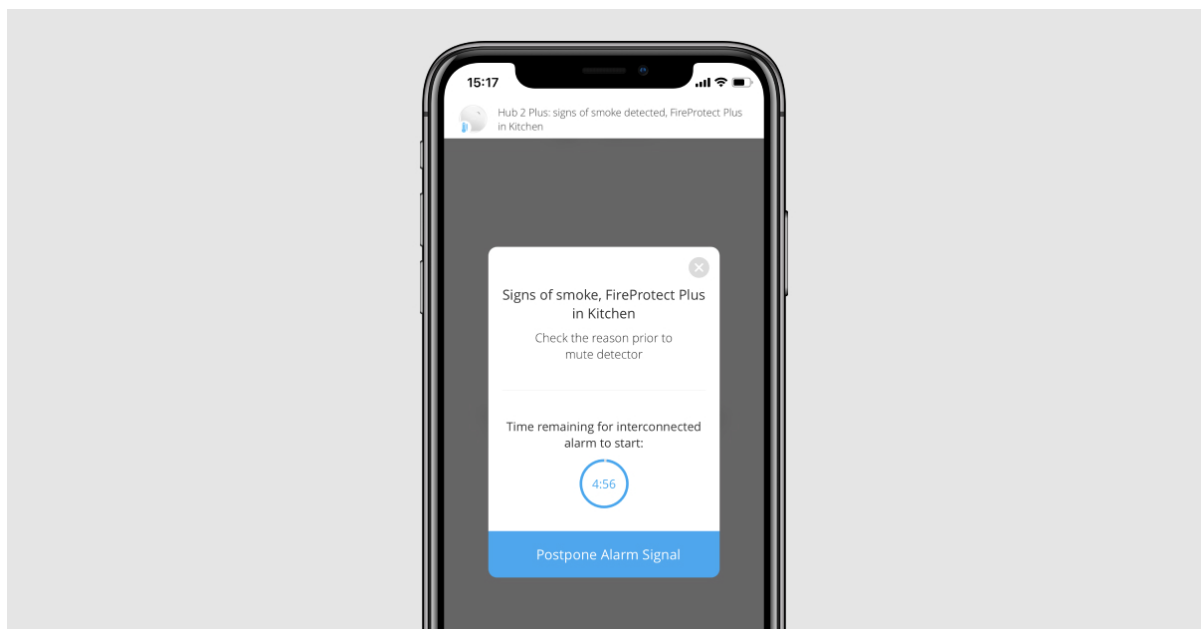 15:17
Hub 2 Plus: signs of smoke detected, FireProtect Plus
in Kitchen
Signs of smoke, FireProtect Plus
in Kitchen
Check the reason prior to
mute detector
Time remaining for interconnected
alarm to start:
4:56
Postpone Alarm Signal